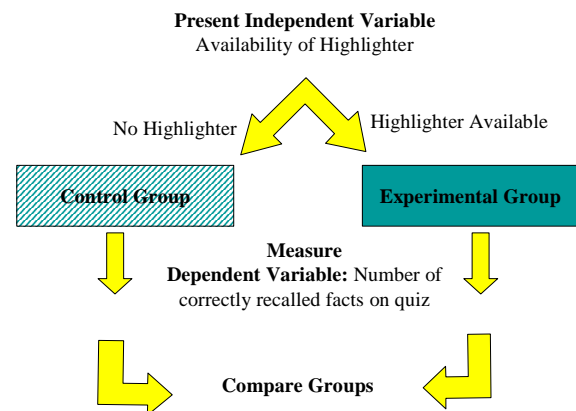 Present Independent Variable
Availability of Highlighter
No Highlighter
Highlighter Available
Control Group
Experimental Group
Measure
Dependent Variable: Number of
correctly recalled facts on quiz
Compare Groups